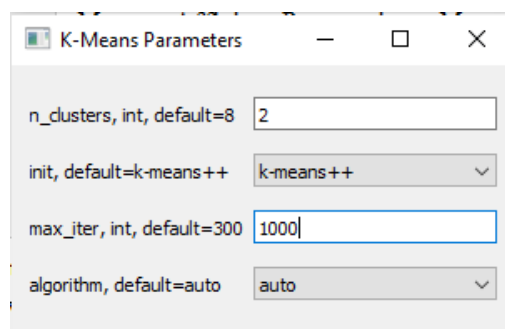 K-Means Parameters
n_clusters, int, default=8 2
init, default=k-means++ k-means++
max_iter, int, default=300 1000
algorithm, default=auto auto